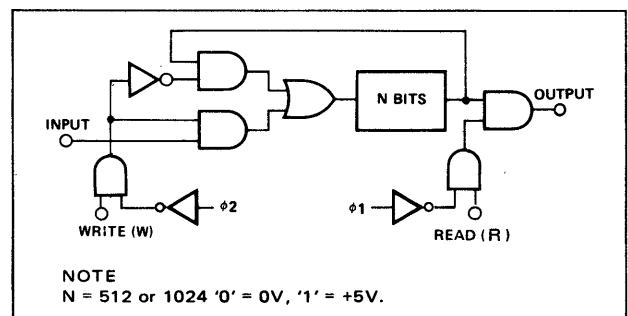 N BITS
OUTPUT
INPUT
φ2
φ1
WRITE (W)
READ (R)
NOTE
N = 512 or 1024 '0' = 0V, '1' = +5V.